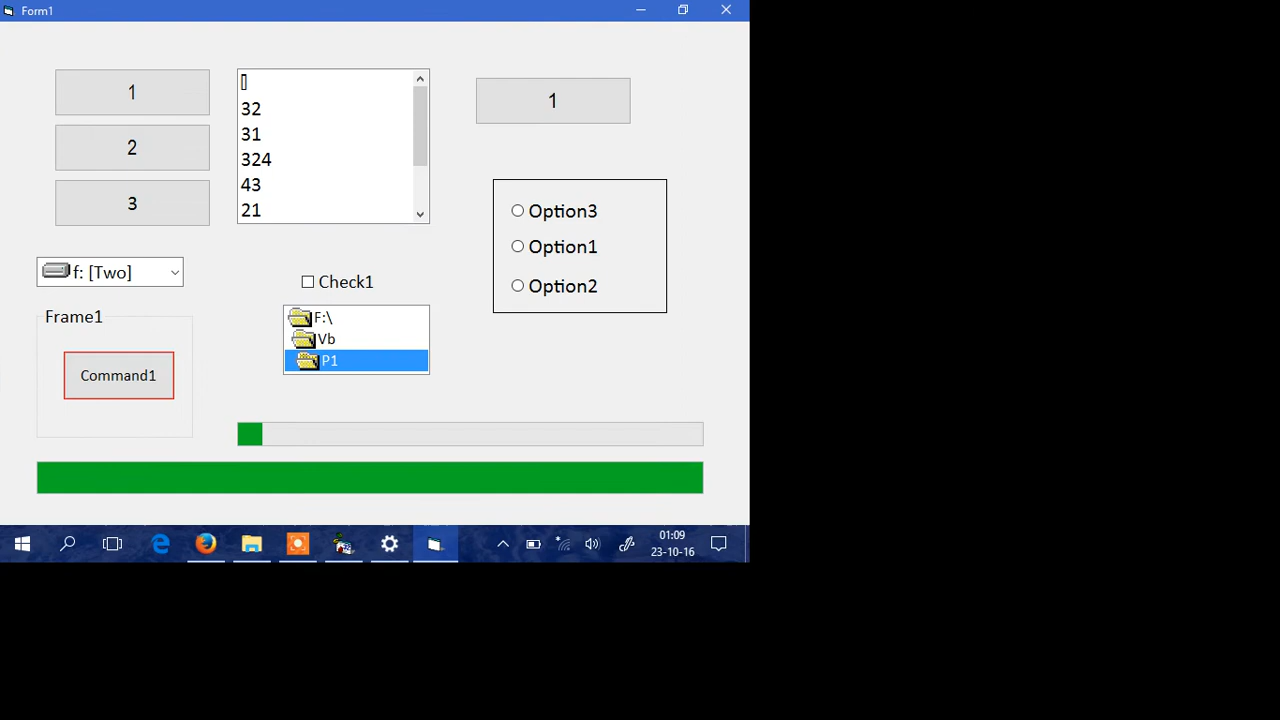 Form1
1
2
3
32
31
324
43
21
1
Option3
Option1
Option2
f: [Two]
Check1
F:\
Vb
P1
Frame1
Command1
01:09
23-10-16